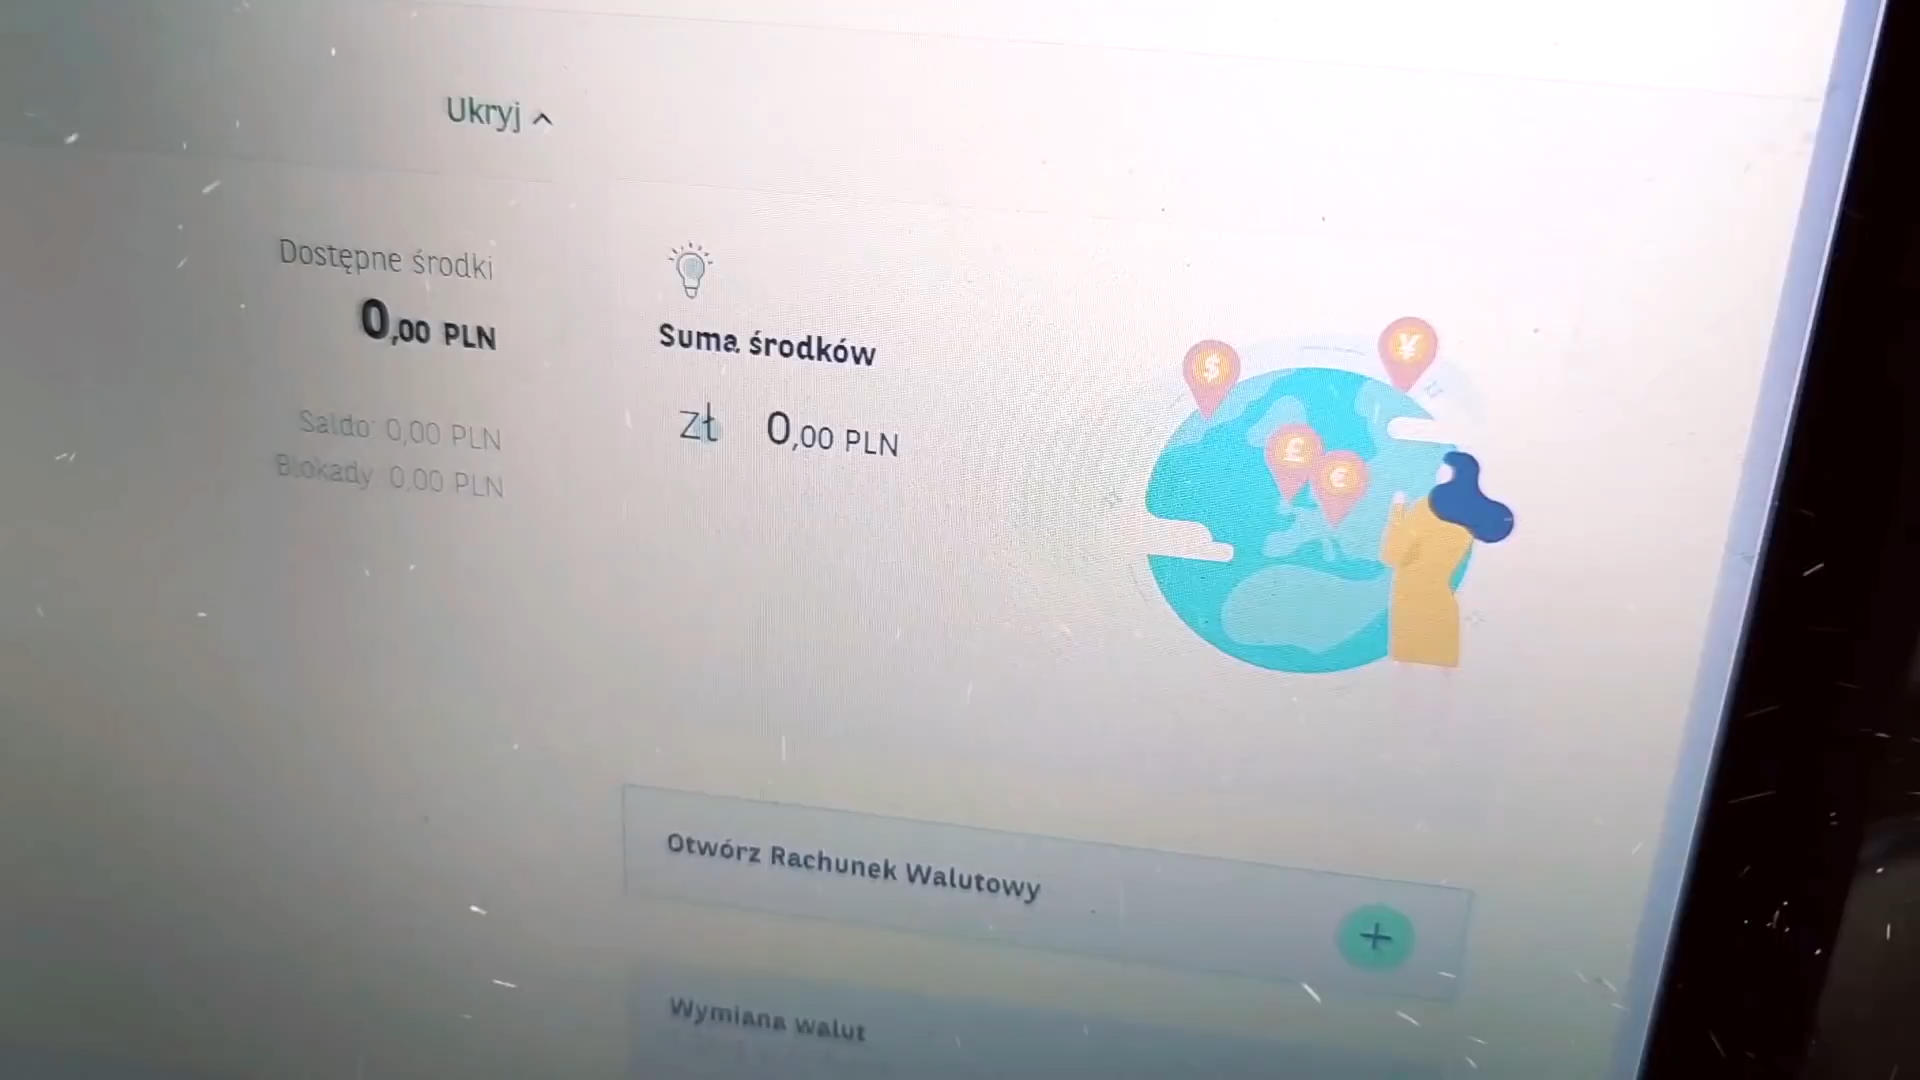 Ukryj
Dostępne środki
0,00 PLN
Saldo: 0,00 PLN
Blokady: 0,00 PLN
Suma środków
zł 0,00 PLN
$
¥
£
€
Otwórz Rachunek Walutowy
+
Wymiana walut